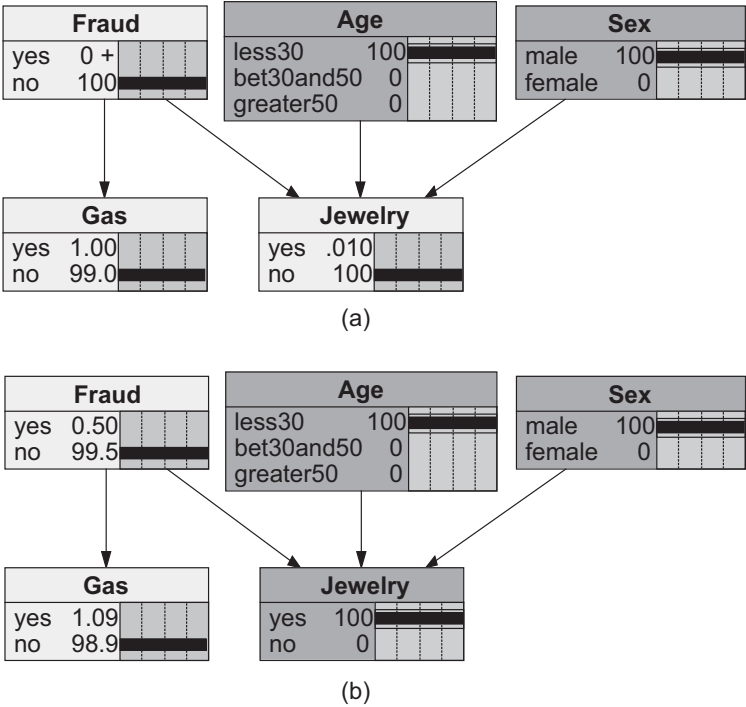 Fraud
yes 0 +
no 100
Age
less30 100
bet30and50 0
greater50 0
Sex
male 100
female 0
Gas
yes 1.00
no 99.0
Jewelry
yes .010
no 100
(a)
Fraud
yes 0.50
no 99.5
Age
less30 100
bet30and50 0
greater50 0
Sex
male 100
female 0
Gas
yes 1.09
no 98.9
Jewelry
yes 100
no 0
(b)